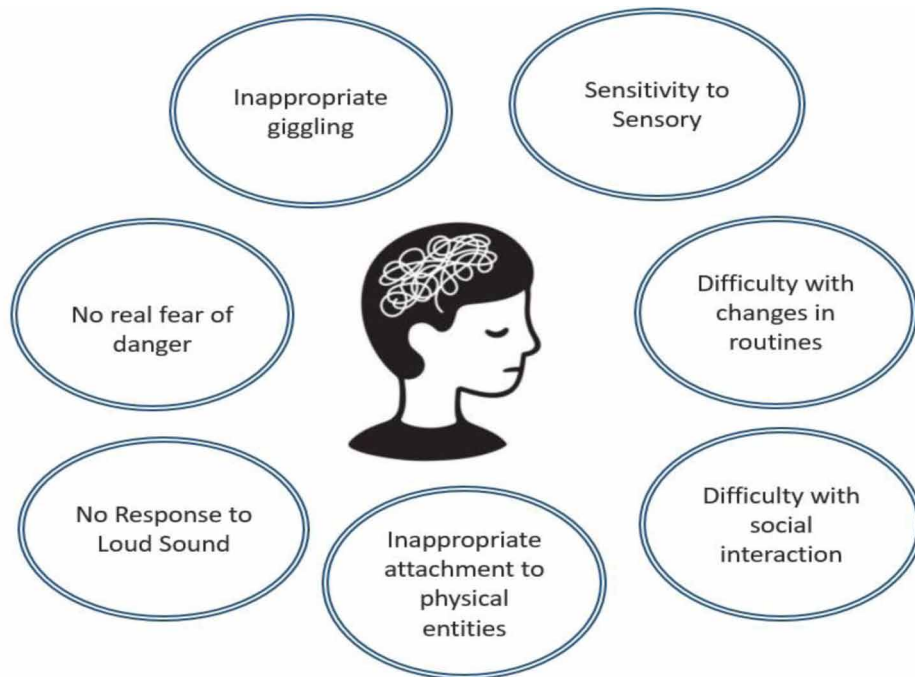 Inappropriate
giggling
Sensitivity to
Sensory
No real fear of
danger
Difficulty with
changes in
routines
No Response to
Loud Sound
Inappropriate
attachment to
physical
entities
Difficulty with
social
interaction